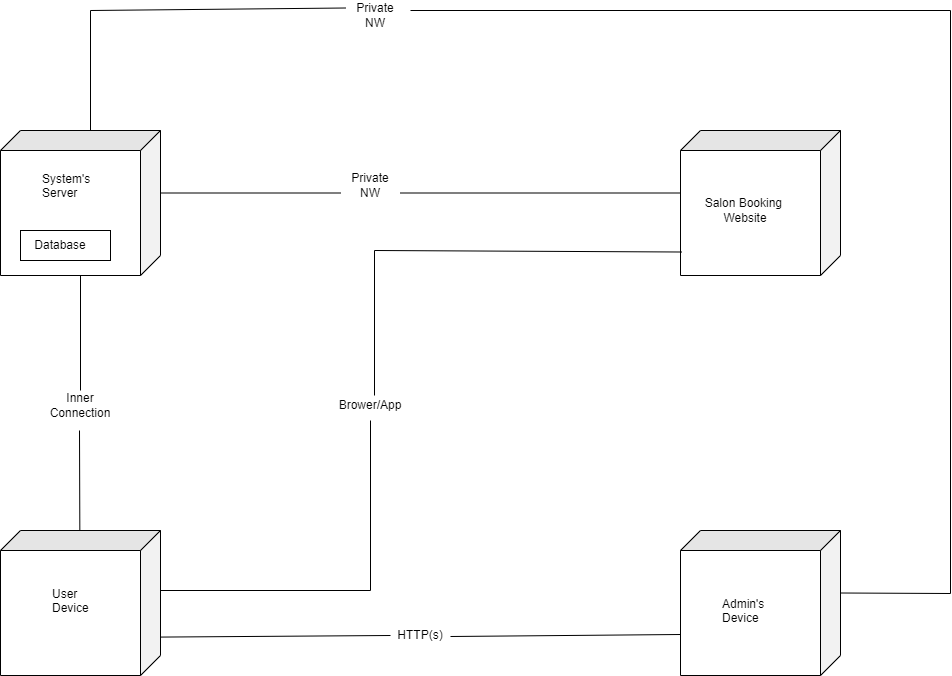 Private
NW
System's
Server
Private
NW
Salon Booking
Website
Database
Inner
Connection
Brower/App
User
Device
Admin's
Device
HTTP(s)